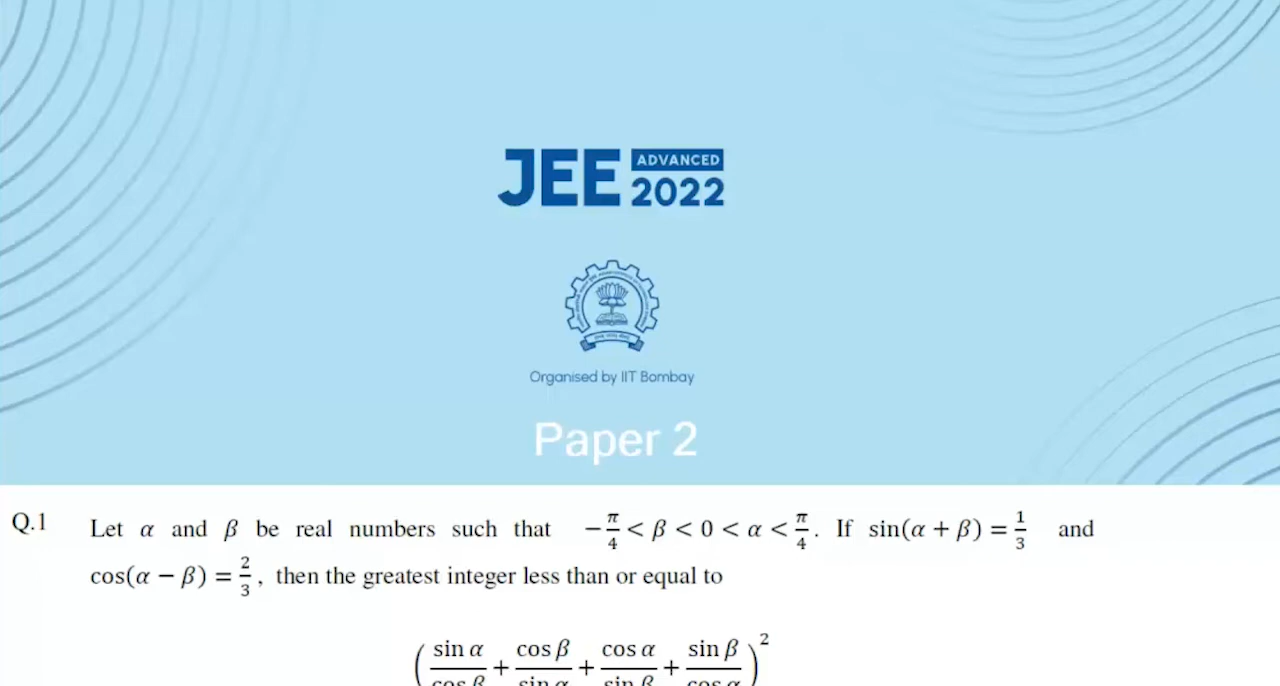 JEE ADVANCED 2022
Organised by IIT Bombay
Paper 2
Q.1 Let α and β be real numbers such that −π/4 < β < 0 < α < π/4. If sin(α + β) = 1/3 and
cos(α − β) = 2/3, then the greatest integer less than or equal to
(sin α/cos β + cos β/sin α + cos α/sin β + sin β/cos α)²